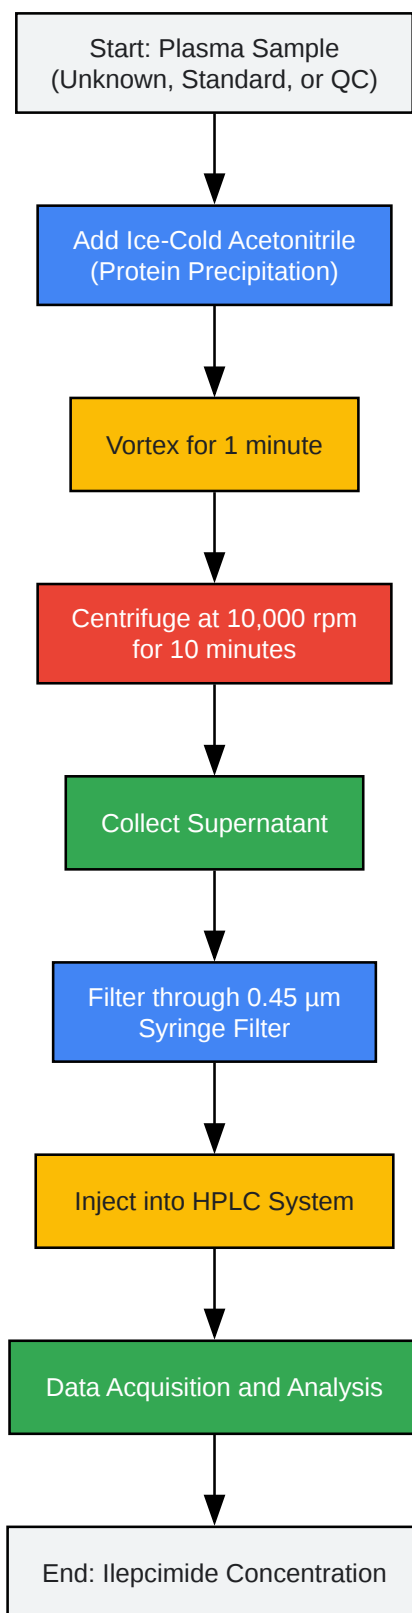 Start: Plasma Sample
(Unknown, Standard, or QC)
Add Ice-Cold Acetonitrile
(Protein Precipitation)
Vortex for 1 minute
Centrifuge at 10,000 rpm
for 10 minutes
Collect Supernatant
Filter through 0.45 µm
Syringe Filter
Inject into HPLC System
Data Acquisition and Analysis
End: Ilepcimide Concentration